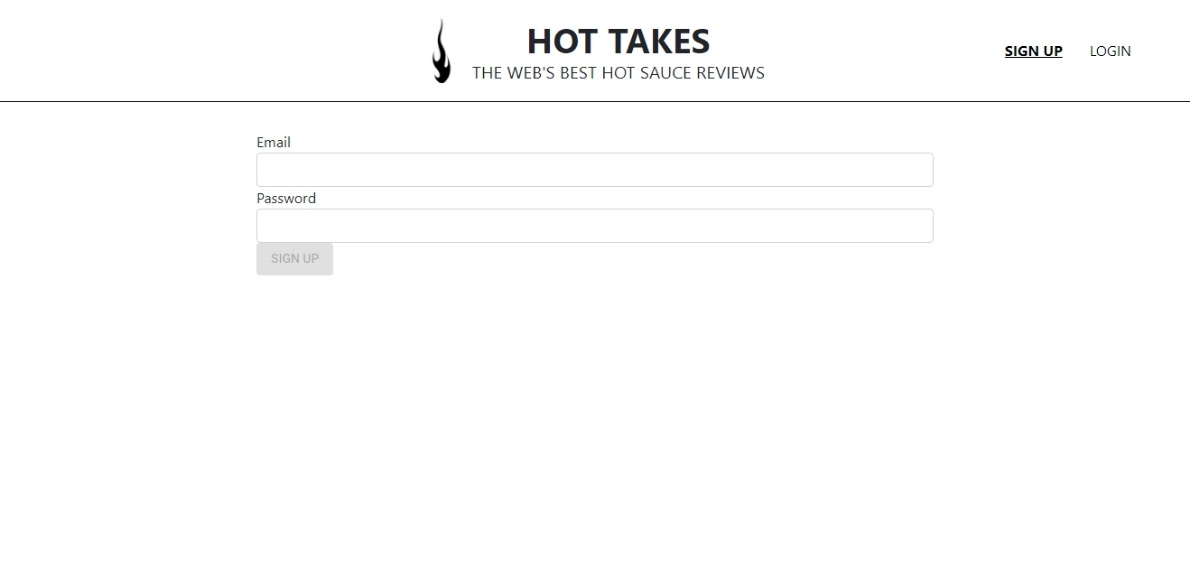 HOT TAKES
THE WEB'S BEST HOT SAUCE REVIEWS
SIGN UP
LOGIN
Email
Password
SIGN UP